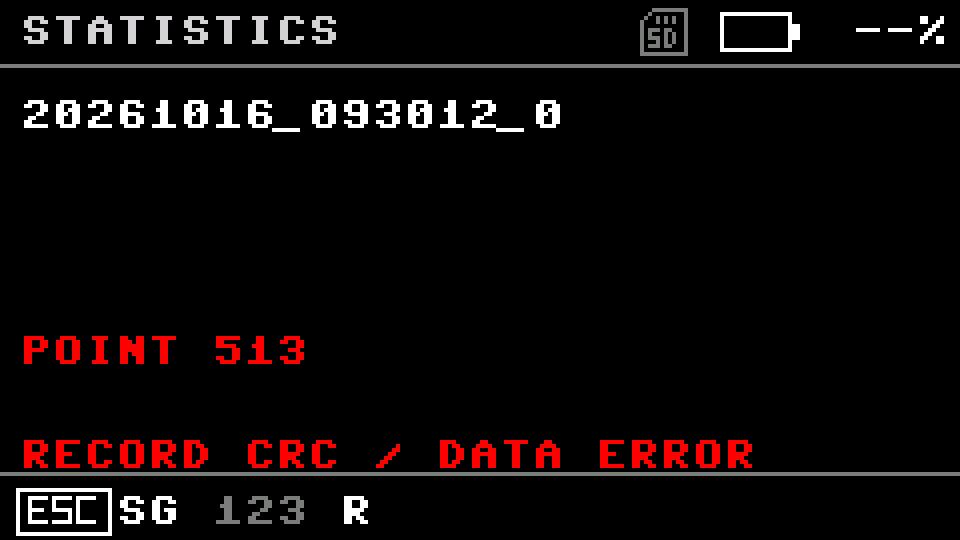 STATISTICS SD --%
20261016_093012_0
POINT 513
RECORD CRC / DATA ERROR
ESC SG 123 R